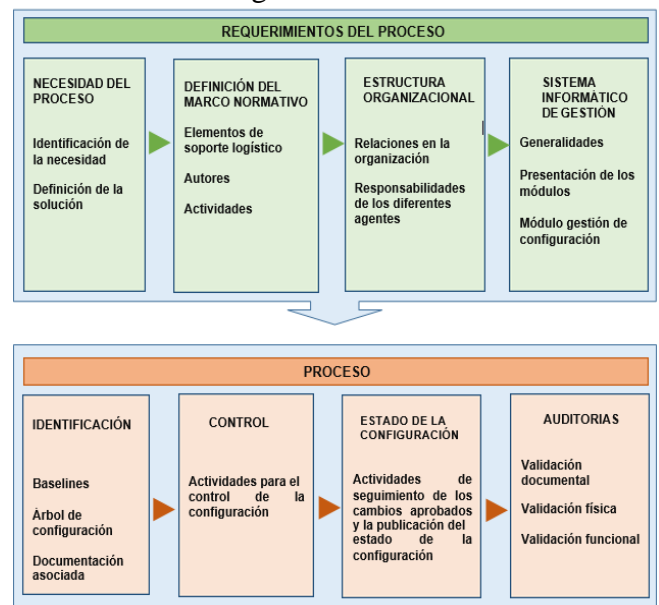 REQUERIMIENTOS DEL PROCESO
NECESIDAD DEL
PROCESO
Identificación de
la necesidad
Definición de la
solución
DEFINICIÓN DEL
MARCO NORMATIVO
Elementos de
soporte logístico
Autores
Actividades
ESTRUCTURA
ORGANIZACIONAL
Relaciones en la
organización
Responsabilidades
de los diferentes
agentes
SISTEMA
INFORMÁTICO
DE GESTIÓN
Generalidades
Presentación de los
módulos
Módulo gestión de
configuración
PROCESO
IDENTIFICACIÓN
Baselines
Árbol de
configuración
Documentación
asociada
CONTROL
Actividades para el
control de la
configuración
ESTADO DE LA
CONFIGURACIÓN
Actividades de
seguimiento de los
cambios aprobados
y la publicación del
estado de la
configuración
AUDITORIAS
Validación
documental
Validación física
Validación funcional